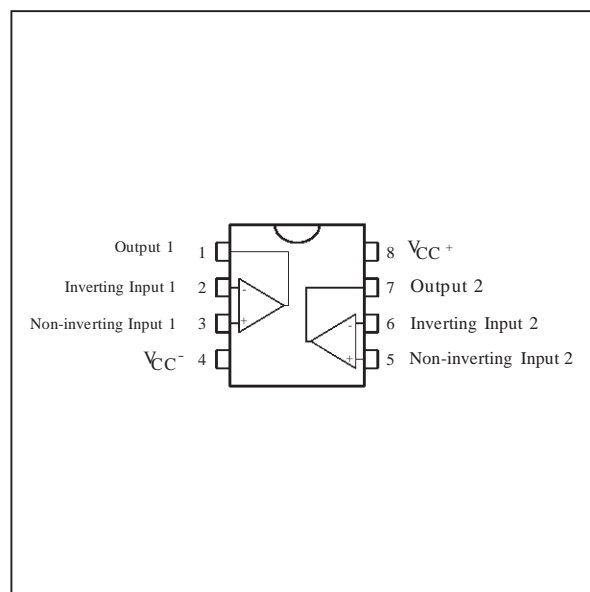 Output 1 1 8 VCC +
Inverting Input 1 2 - 7 Output 2
Non-inverting Input 1 3 + - 6 Inverting Input 2
VCC - 4 + 5 Non-inverting Input 2